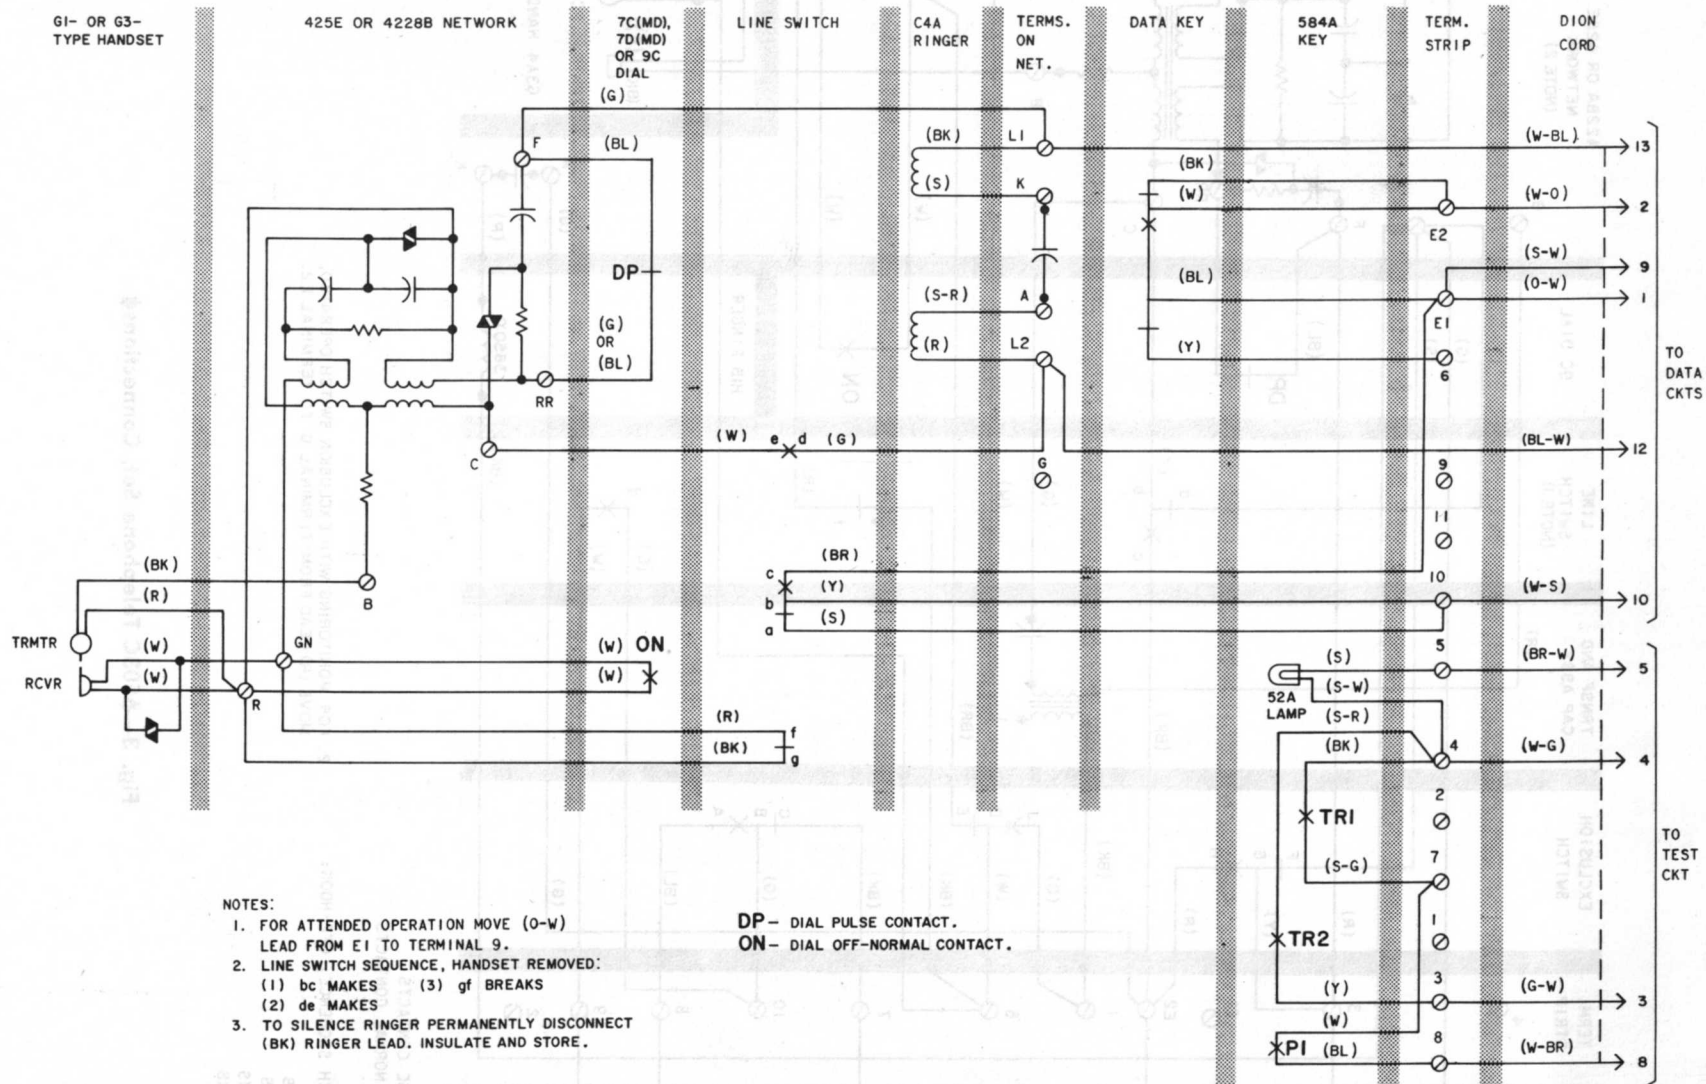 G1- OR G3-
TYPE HANDSET
425E OR 4228B NETWORK
7C(MD),
7D(MD)
OR 9C
DIAL
LINE SWITCH
C4A
RINGER
TERMS.
ON
NET.
DATA KEY
584A
KEY
TERM.
STRIP
DION
CORD
(G)
F
(BL)
(BK)
L1
(W-BL)
13
(BK)
(S)
K
(W)
(W-O)
2
E2
(S-W)
9
DP
(BL)
(O-W)
1
(S-R)
A
E1
(G)
OR
(BL)
(R)
L2
(Y)
6
TO
DATA
CKTS
RR
(W)
e
d
(G)
(BL-W)
12
C
G
9
11
(BR)
c
(BK)
(Y)
10
(W-S)
B
b
10
(R)
(S)
a
TRMTR
(W)
GN
(W)
ON
5
(S)
(BR-W)
5
RCVR
(W)
(W)
R
(S-W)
52A
LAMP
(S-R)
(R)
f
(BK)
g
(BK)
4
(W-G)
4
2
TR1
TO
TEST
CKT
7
(S-G)
1
TR2
3
(Y)
(G-W)
3
(W)
8
P1
(BL)
(W-BR)
8
NOTES:
1. FOR ATTENDED OPERATION MOVE (O-W)
LEAD FROM E1 TO TERMINAL 9.
2. LINE SWITCH SEQUENCE, HANDSET REMOVED:
(1) bc MAKES (3) gf BREAKS
(2) de MAKES
3. TO SILENCE RINGER PERMANENTLY DISCONNECT
(BK) RINGER LEAD. INSULATE AND STORE.
DP - DIAL PULSE CONTACT.
ON - DIAL OFF-NORMAL CONTACT.